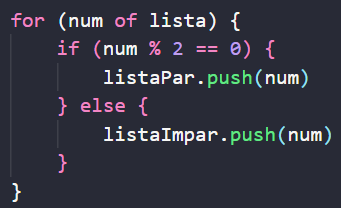 for (num of lista) {
    if (num % 2 == 0) {
        listaPar.push(num)
    } else {
        listaImpar.push(num)
    }
}